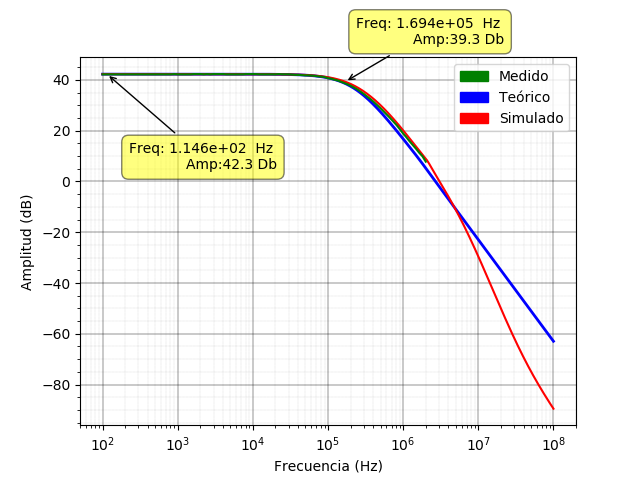 Freq: 1.694e+05 Hz
Amp:39.3 Db
Medido
Teórico
Simulado
Freq: 1.146e+02 Hz
Amp:42.3 Db
Amplitud (dB)
40
20
0
−20
−40
−60
−80
10²
10³
10⁴
10⁵
10⁶
10⁷
10⁸
Frecuencia (Hz)